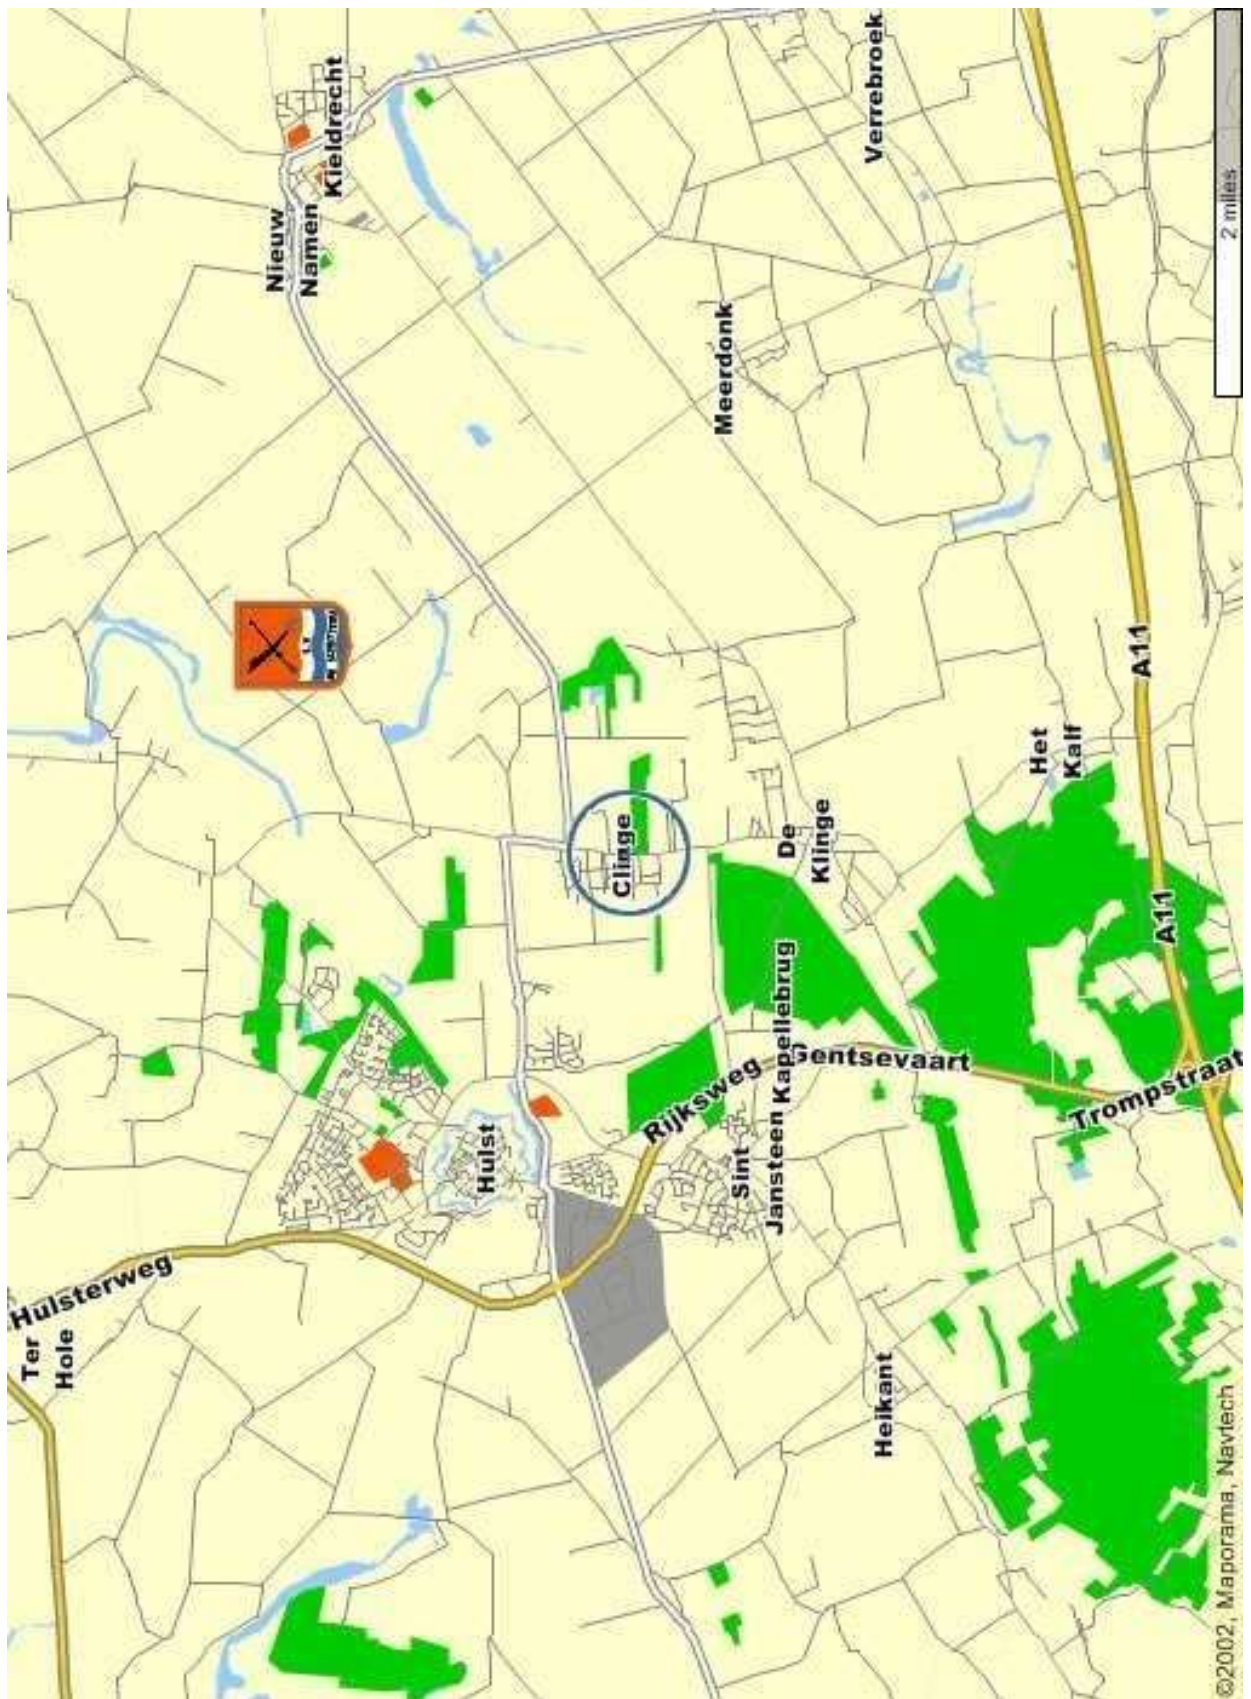 Hulsterweg
Ter
Hole
Nieuw
Namen
Kieldrecht
Hulst
Clinge
Rijksweg
Sint
Jansteen
Kapellebrug
De
Klinge
Meerdonk
Verrebroek
Gentsevaart
Heikant
Het
Kalf
Trompstraat
A11
A11
2 miles
©2002, Maporama, Navtech